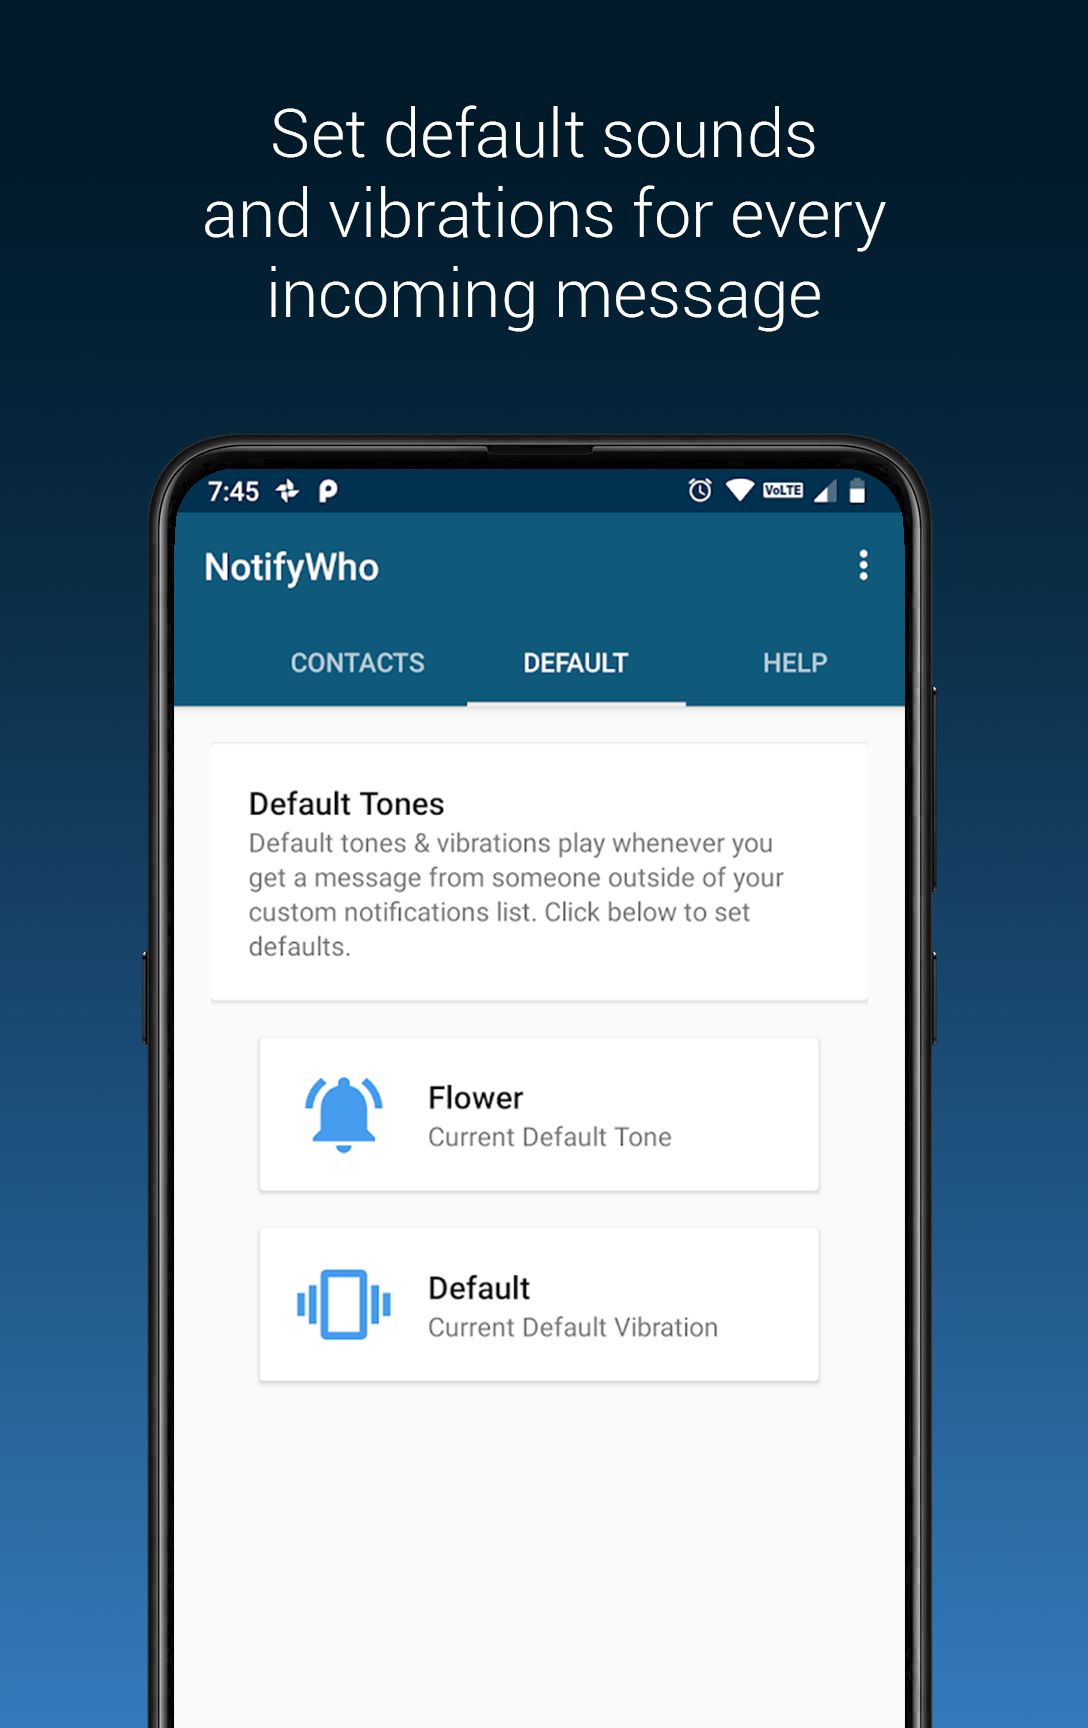 Set default sounds
and vibrations for every
incoming message
7:45
VoLTE
NotifyWho
CONTACTS DEFAULT HELP
Default Tones
Default tones & vibrations play whenever you
get a message from someone outside of your
custom notifications list. Click below to set
defaults.
Flower
Current Default Tone
Default
Current Default Vibration